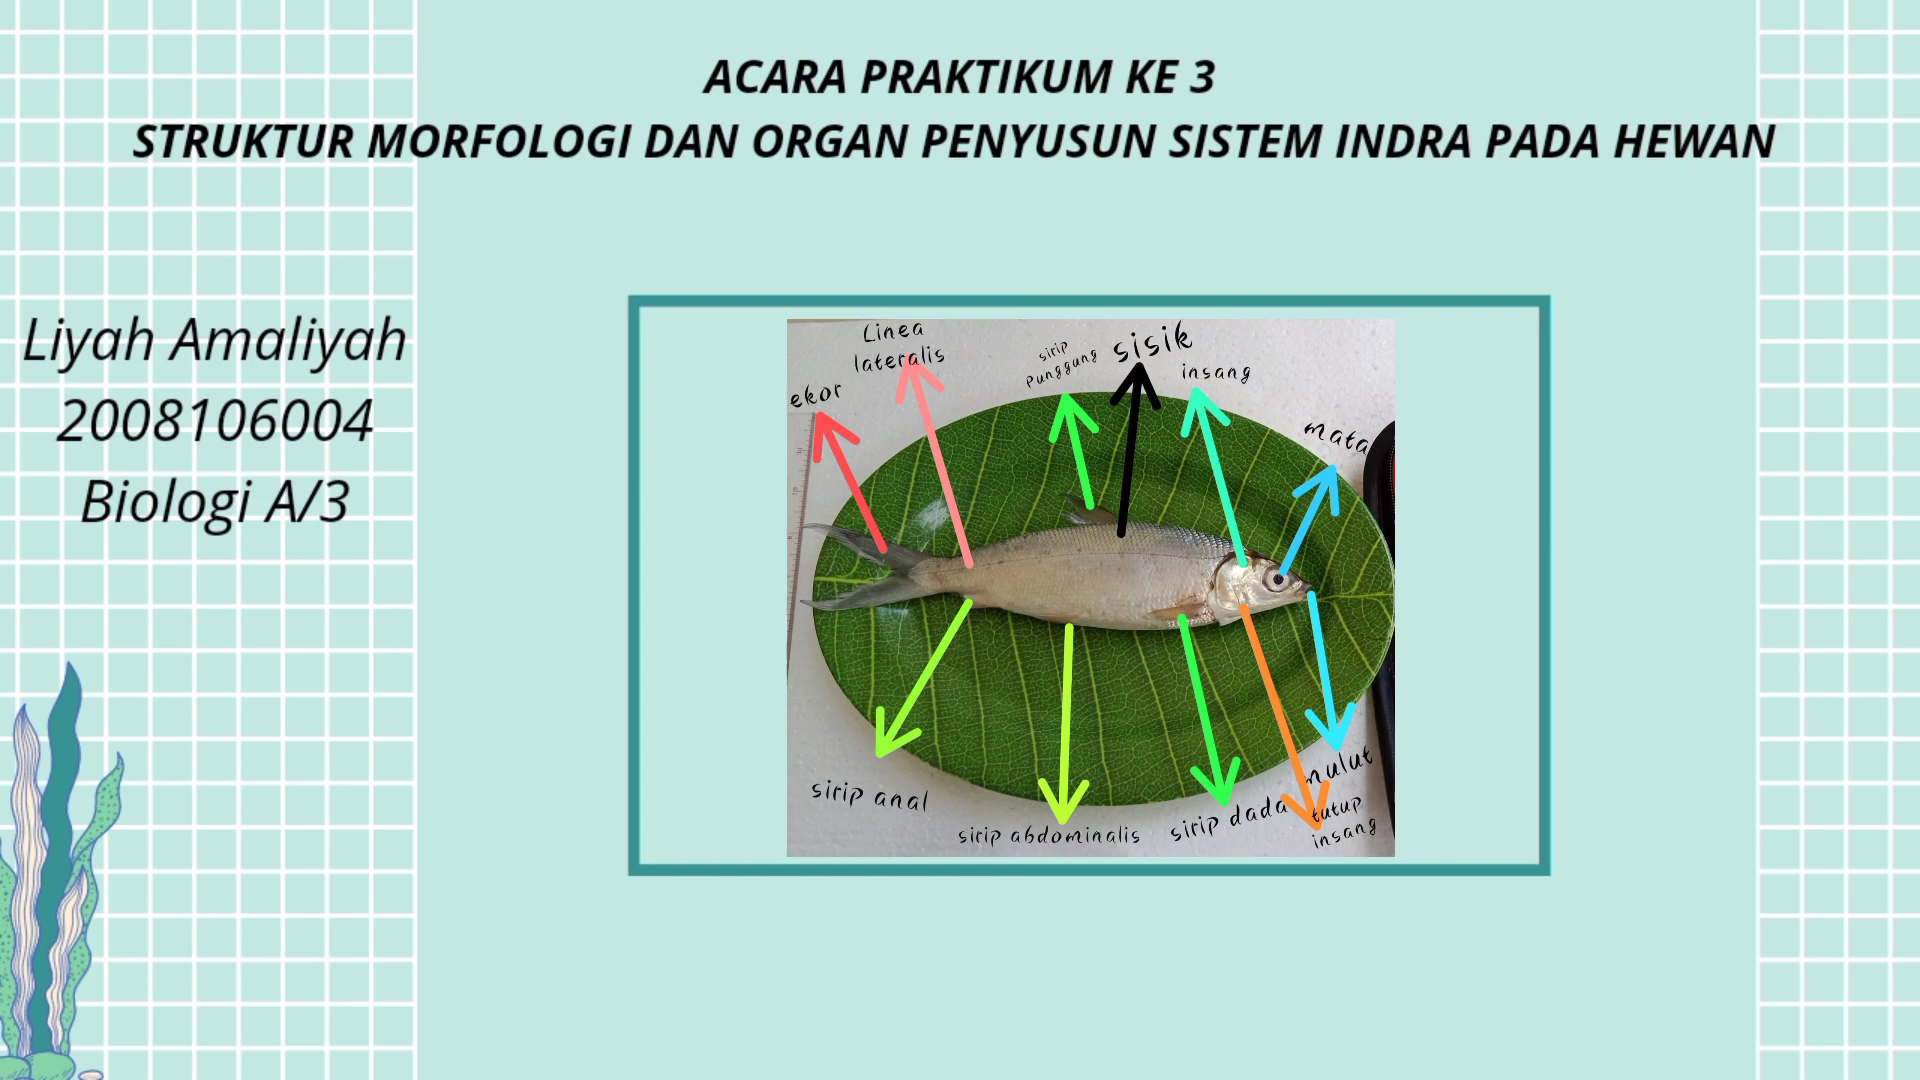 ACARA PRAKTIKUM KE 3
STRUKTUR MORFOLOGI DAN ORGAN PENYUSUN SISTEM INDRA PADA HEWAN
Liyah Amaliyah
2008106004
Biologi A/3
Linea
lateralis
ekor
sirip
punggung
sisik
insang
mata
sirip anal
sirip abdominalis
sirip dada
mulut
tutup
insang